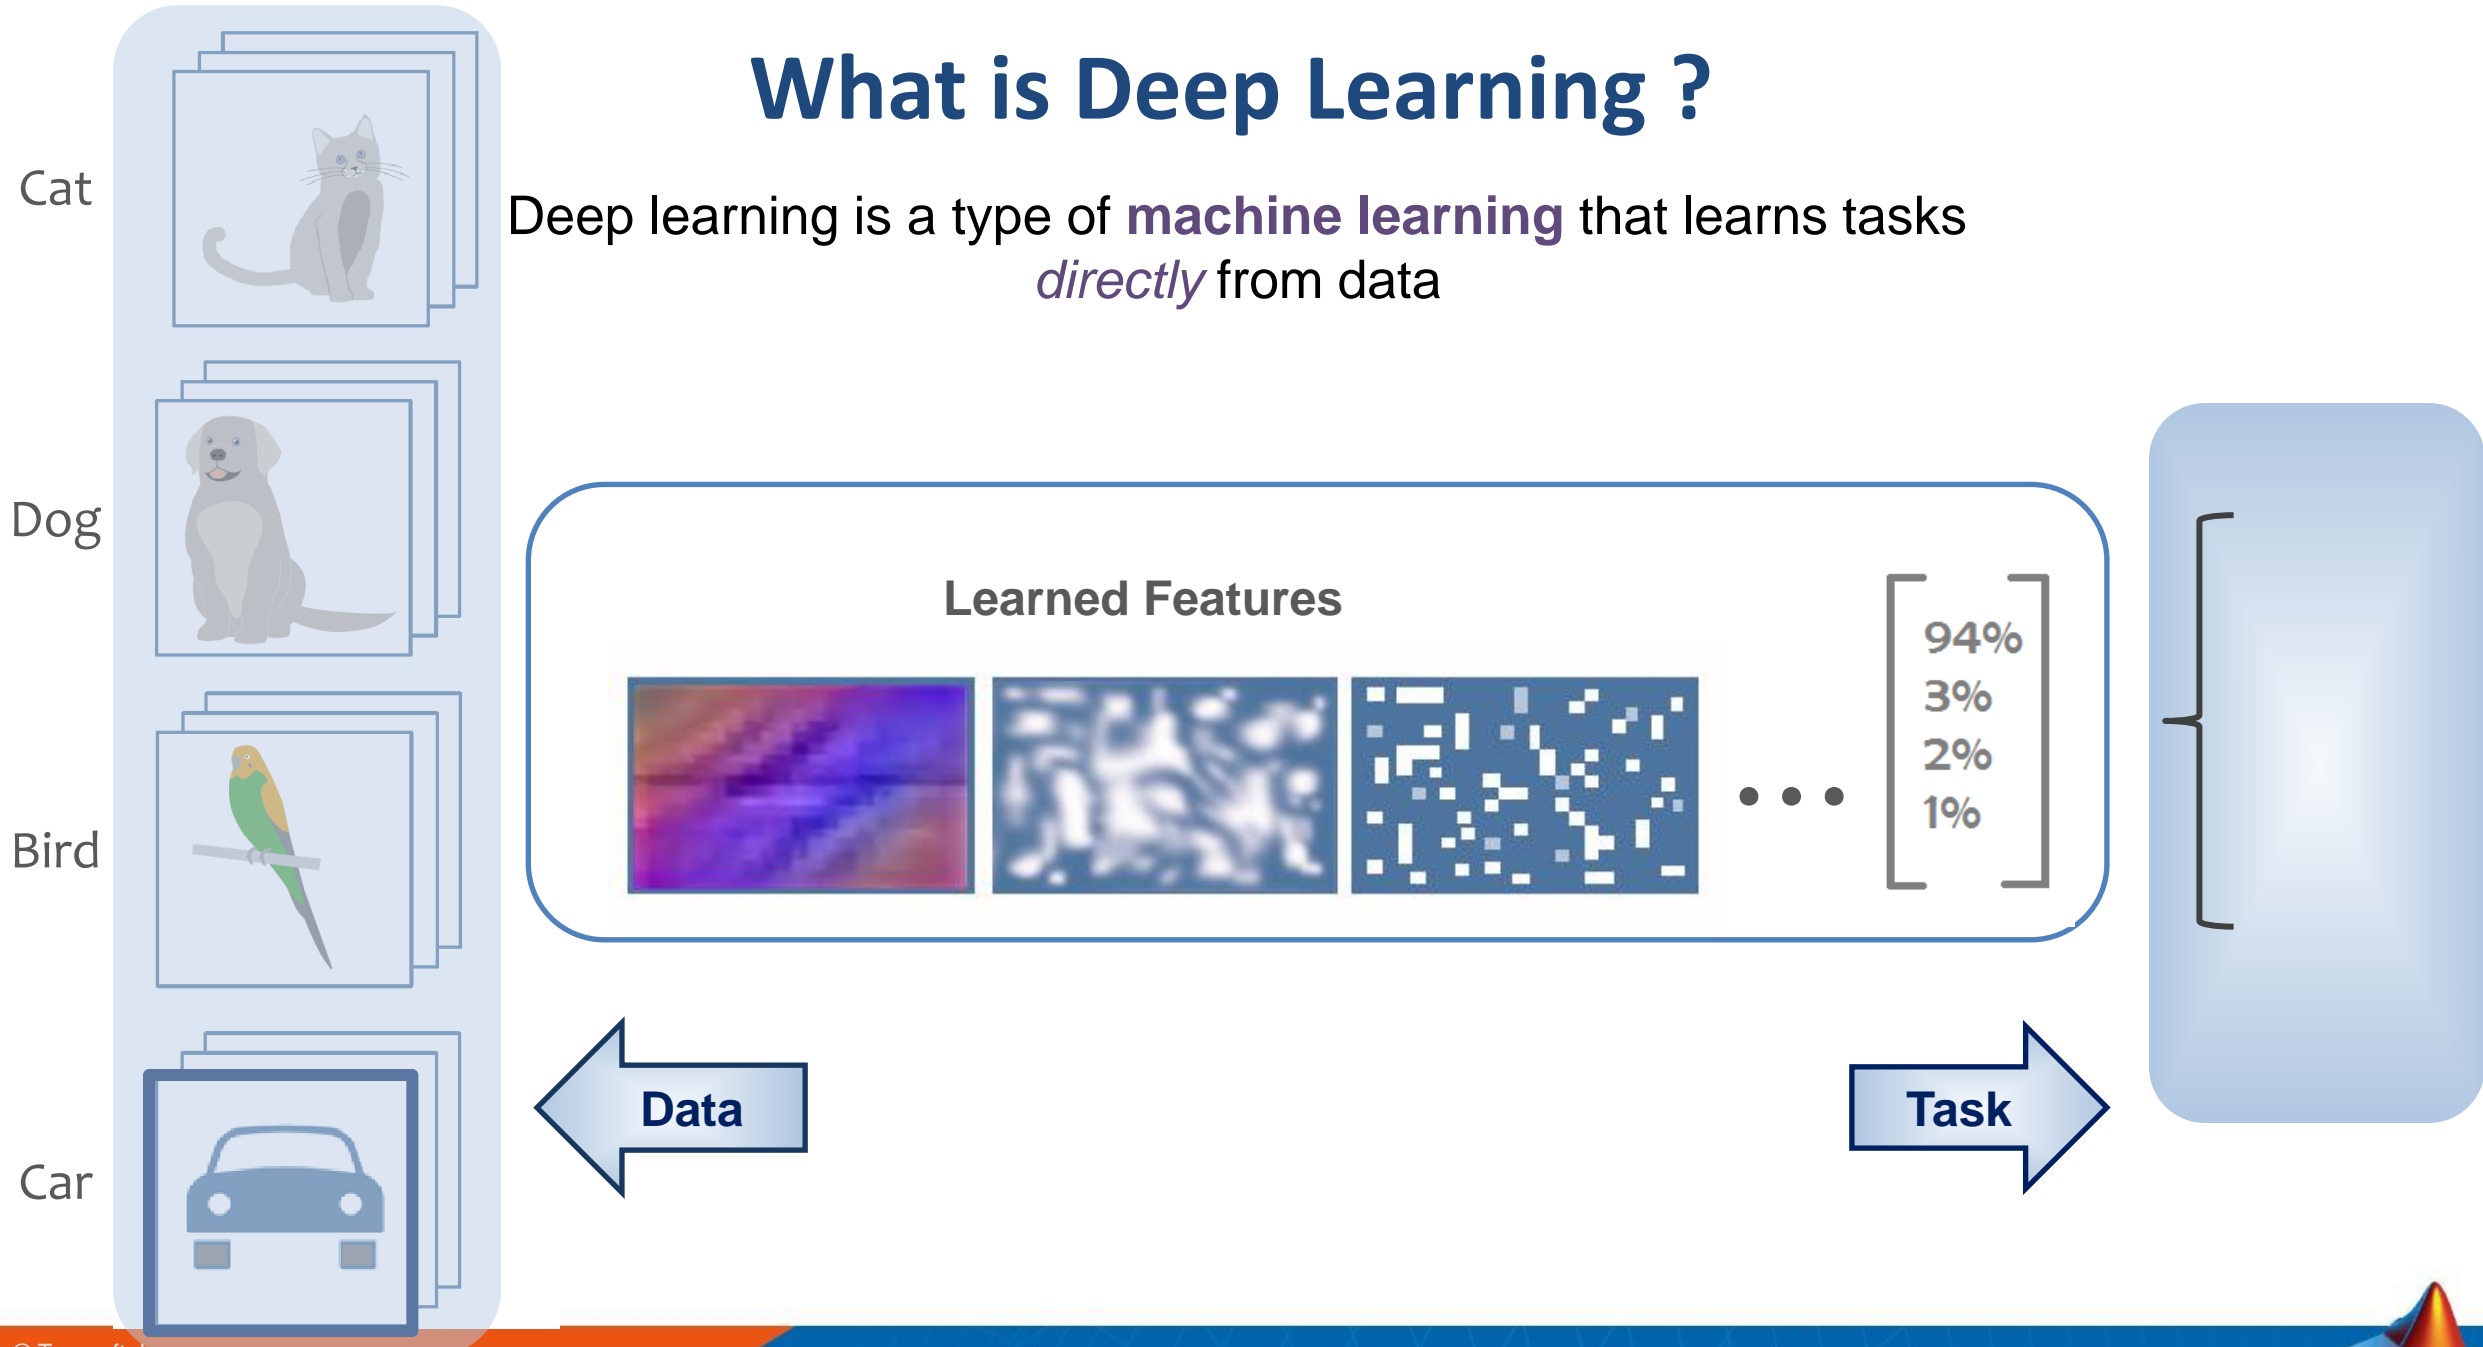 What is Deep Learning ?
Deep learning is a type of machine learning that learns tasks
directly from data
Cat
Dog
Bird
Car
Learned Features
94%
3%
2%
1%
Data
Task